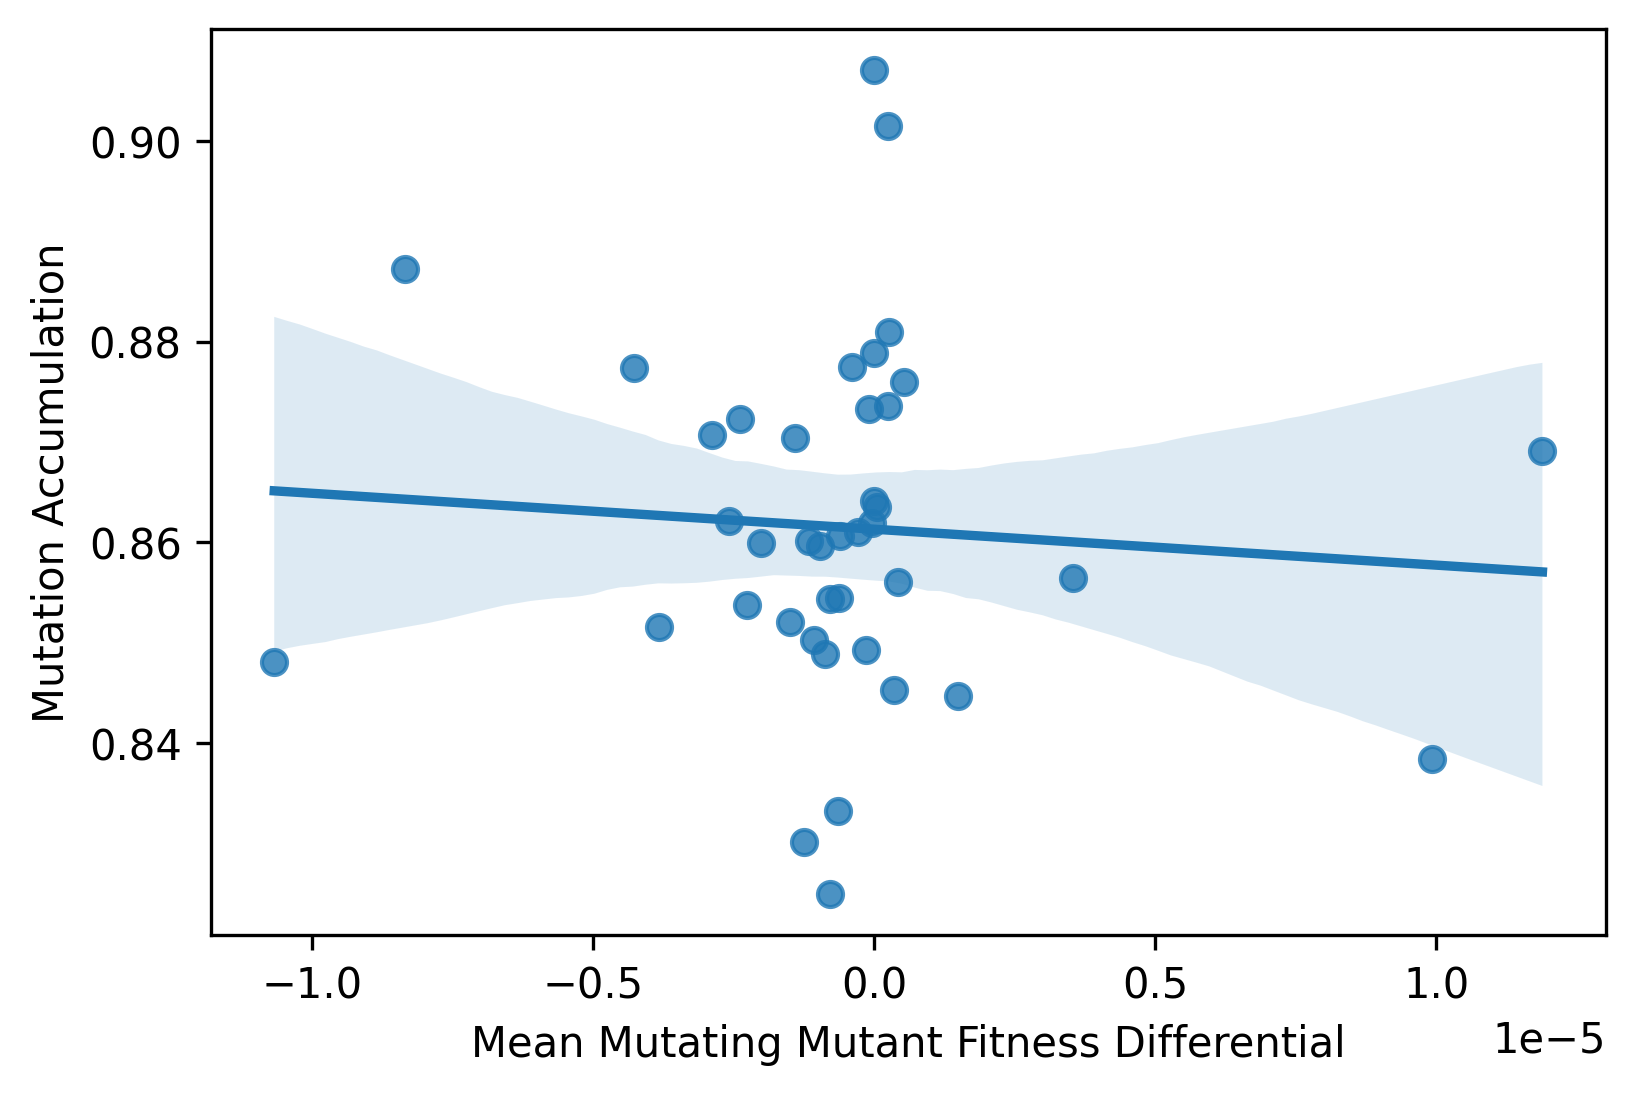 0.90
0.88
0.86
0.84
Mutation Accumulation
−1.0 −0.5 0.0 0.5 1.0
1e−5
Mean Mutating Mutant Fitness Differential